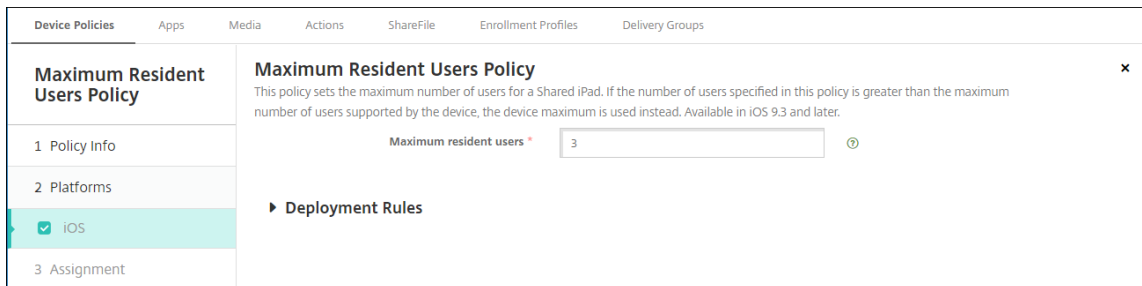 Device Policies Apps Media Actions ShareFile Enrollment Profiles Delivery Groups
Maximum Resident
Users Policy
1 Policy Info
2 Platforms
iOS
3 Assignment
Maximum Resident Users Policy
This policy sets the maximum number of users for a Shared iPad. If the number of users specified in this policy is greater than the maximum
number of users supported by the device, the device maximum is used instead. Available in iOS 9.3 and later.
Maximum resident users * 3
Deployment Rules